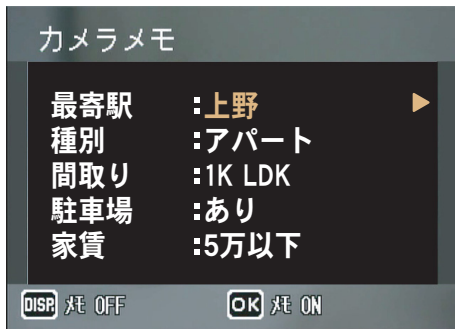 カメラメモ
最寄駅 :上野
種別 :アパート
間取り :1K LDK
駐車場 :あり
家賃 :5万以下
DISP. メモ OFF OK メモ ON